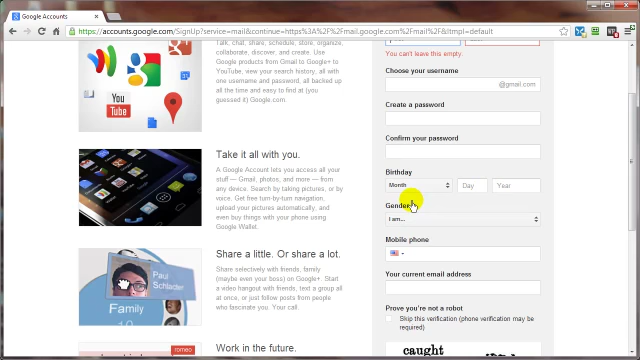 Google Accounts
https://accounts.google.com/SignUp?service=mail&continue=https%3A%2F%2Fmail.google.com%2Fmail%2F&ltmpl=default
Talk, chat, share, schedule, store, organize,
collaborate, discover, and create. Use
Google products from Gmail to Google+ to
YouTube, view your search history, all with
one username and password, all backed up
all the time and easy to find at (you
guessed it) Google.com.
You Tube
Take it all with you.
A Google Account lets you access all your
stuff — Gmail, photos, and more — from
any device. Search by taking pictures, or by
voice. Get free turn-by-turn navigation,
upload your pictures automatically, and
even buy things with your phone using
Google Wallet.
Share a little. Or share a lot.
Share selectively with friends, family
(maybe even your boss) on Google+. Start
a video hangout with friends, text a group all
at once, or just follow posts from people
who fascinate you. Your call.
Paul
Schlader
Family
10
Work in the future.
romeo
You can't leave this empty.
Choose your username
@gmail.com
Create a password
Confirm your password
Birthday
Month
Day
Year
Gender
I am...
Mobile phone
Your current email address
Prove you're not a robot
Skip this verification (phone verification may be
required)
caught